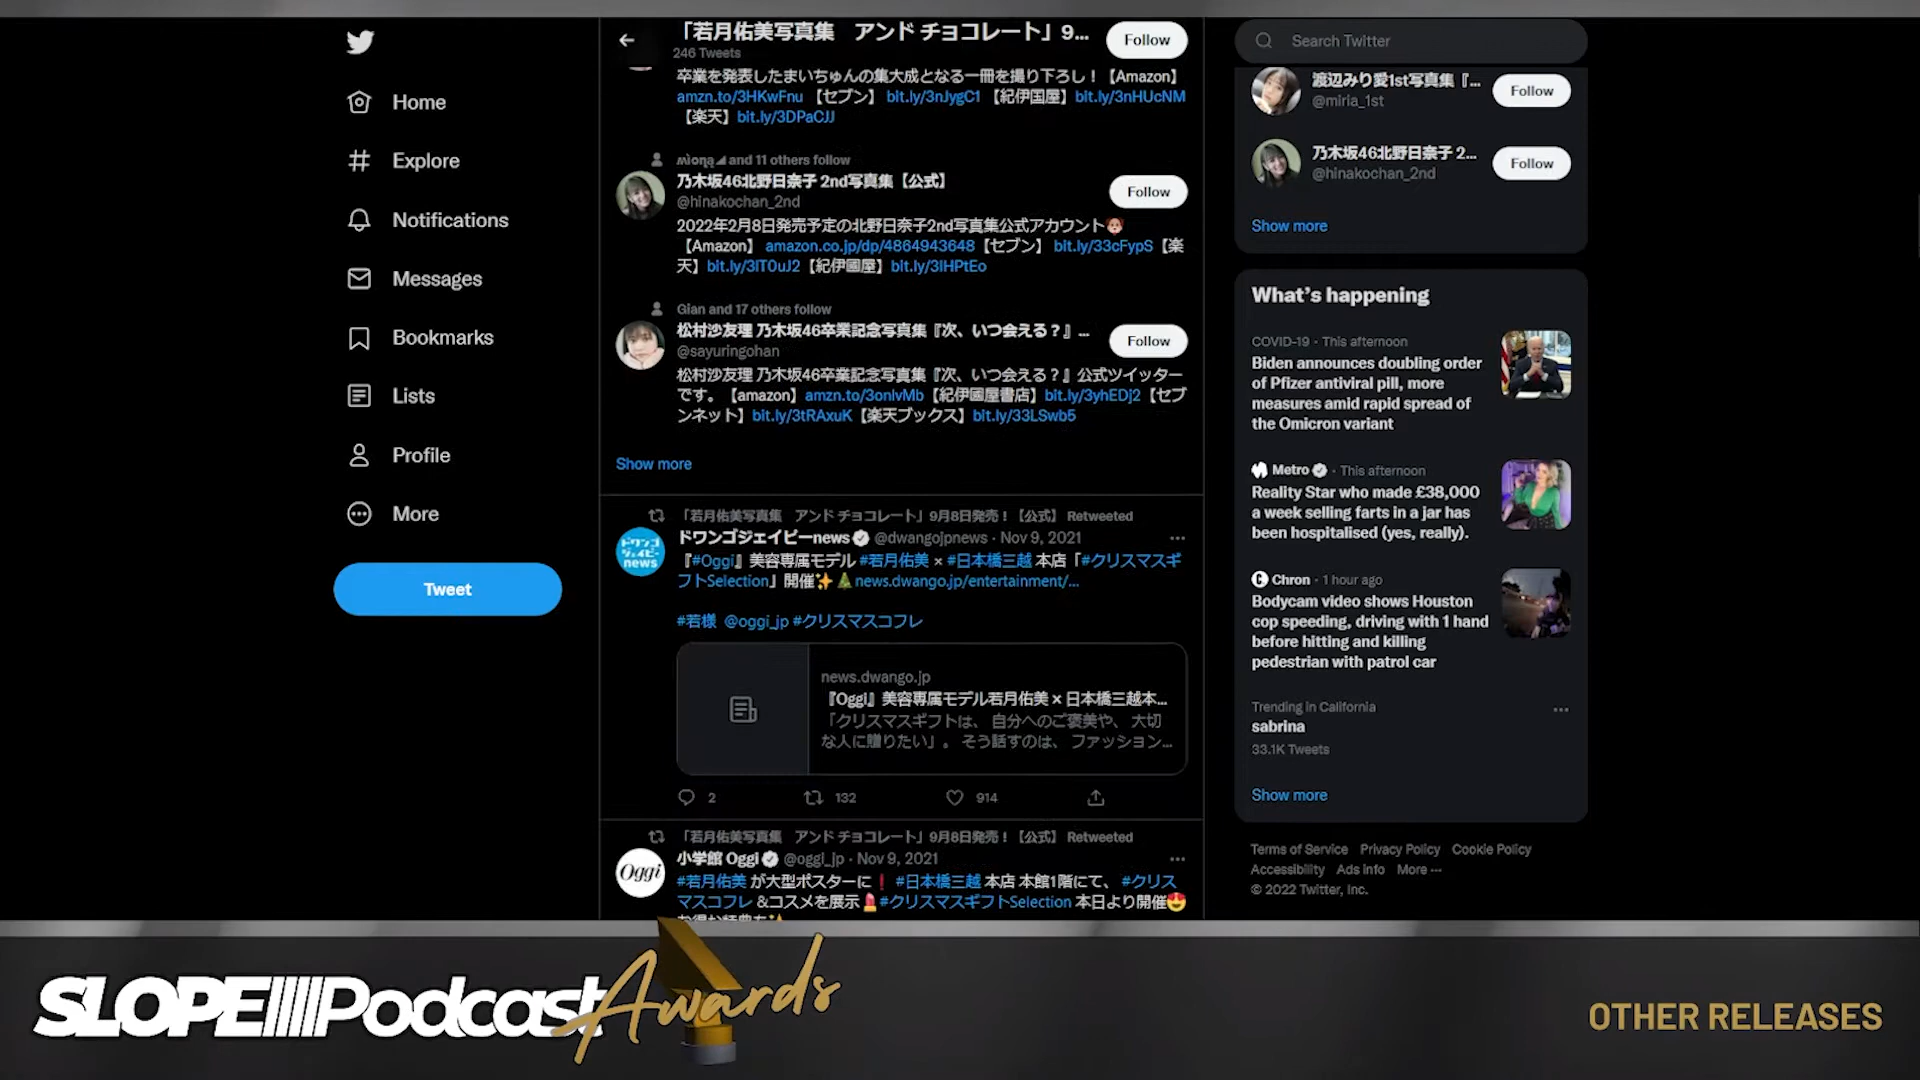 Home
Explore
Notifications
Messages
Bookmarks
Lists
Profile
More
Tweet
「若月佑美写真集　アンド チョコレート」9...
246 Tweets
Follow
卒業を発表したまいちゅんの集大成となる一冊を撮り下ろし！【Amazon】
amzn.to/3HKwFnu 【セブン】 bit.ly/3nJygC1 【紀伊国屋】bit.ly/3nHUcNM
【楽天】bit.ly/3DPaCJJ
and 11 others follow
乃木坂46北野日奈子 2nd写真集【公式】
@hinakochan_2nd
Follow
2022年2月8日発売予定の北野日奈子2nd写真集公式アカウント🐶
【Amazon】 amazon.co.jp/dp/4864943648【セブン】 bit.ly/33cFypS【楽
天】bit.ly/3lT0uJ2【紀伊國屋】bit.ly/3lHPtEo
Gian and 17 others follow
松村沙友理 乃木坂46卒業記念写真集『次、いつ会える？』...
@sayuringohan
Follow
松村沙友理 乃木坂46卒業記念写真集『次、いつ会える？』公式ツイッター
です。【amazon】amzn.to/3onlvMb【紀伊國屋書店】bit.ly/3yhEDj2【セブ
ンネット】bit.ly/3tRAxuK【楽天ブックス】bit.ly/33LSwb5
Show more
「若月佑美写真集　アンド チョコレート」9月8日発売！【公式】 Retweeted
ドワンゴジェイピーnews @dwangojpnews · Nov 9, 2021
『#Oggi』美容専属モデル #若月佑美 × #日本橋三越 本店「#クリスマスギ
フトSelection」開催✨🎄news.dwango.jp/entertainment/...
#若様 @oggi_jp #クリスマスコフレ
news.dwango.jp
『Oggi』美容専属モデル若月佑美 × 日本橋三越本...
「クリスマスギフトは、 自分へのご褒美や、 大切
な人に贈りたい」。 そう話すのは、 ファッション...
2 132 914
「若月佑美写真集　アンド チョコレート」9月8日発売！【公式】 Retweeted
小学館 Oggi @oggi_jp · Nov 9, 2021
#若月佑美 が大型ポスターに❗ #日本橋三越 本店 本館1階にて、 #クリス
マスコフレ &コスメを展示💄#クリスマスギフトSelection 本日より開催😍
ドワンゴ
ジェイピー
news
Oggi
Search Twitter
渡辺みり愛1st写真集『...
@miria_1st
Follow
乃木坂46北野日奈子 2...
@hinakochan_2nd
Follow
Show more
What's happening
COVID-19 · This afternoon
Biden announces doubling order
of Pfizer antiviral pill, more
measures amid rapid spread of
the Omicron variant
Metro · This afternoon
Reality Star who made £38,000
a week selling farts in a jar has
been hospitalised (yes, really).
Chron · 1 hour ago
Bodycam video shows Houston
cop speeding, driving with 1 hand
before hitting and killing
pedestrian with patrol car
Trending in California
sabrina
33.1K Tweets
Show more
Terms of Service Privacy Policy Cookie Policy
Accessibility Ads info More ···
© 2022 Twitter, Inc.
SLOPE Podcast Awards
OTHER RELEASES